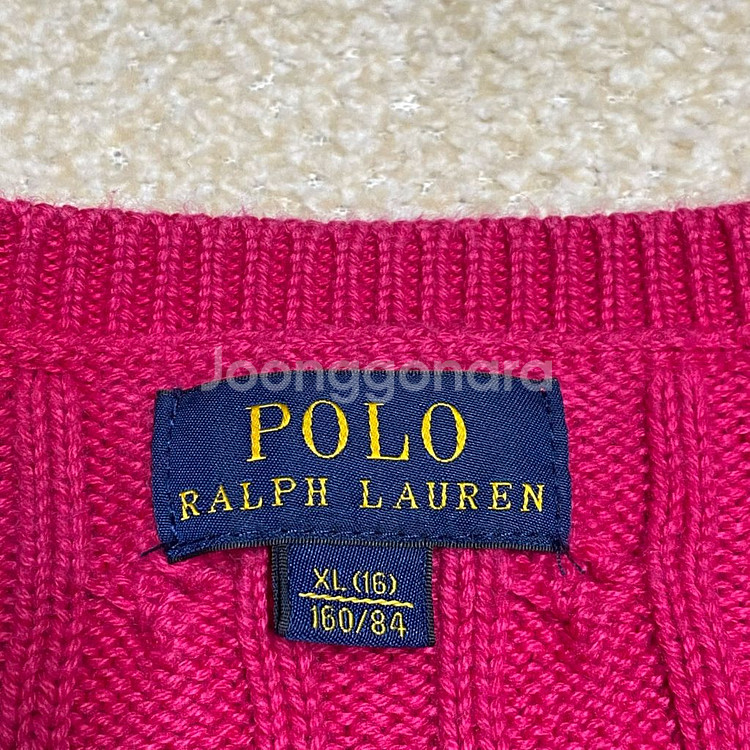 Joonggonara
POLO
RALPH LAUREN
XL (16)
160/84